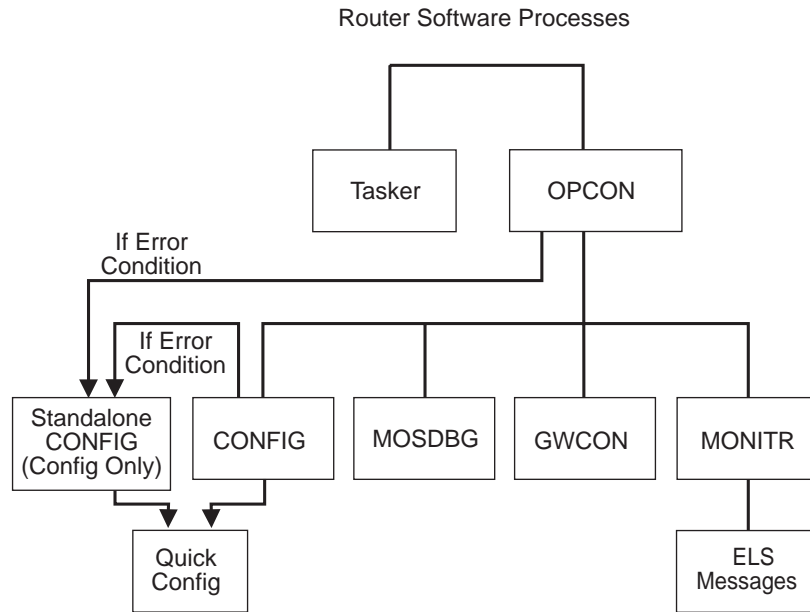 Router Software Processes
Tasker
OPCON
If Error
Condition
If Error
Condition
Standalone
CONFIG
(Config Only)
CONFIG
MOSDBG
GWCON
MONITR
Quick
Config
ELS
Messages